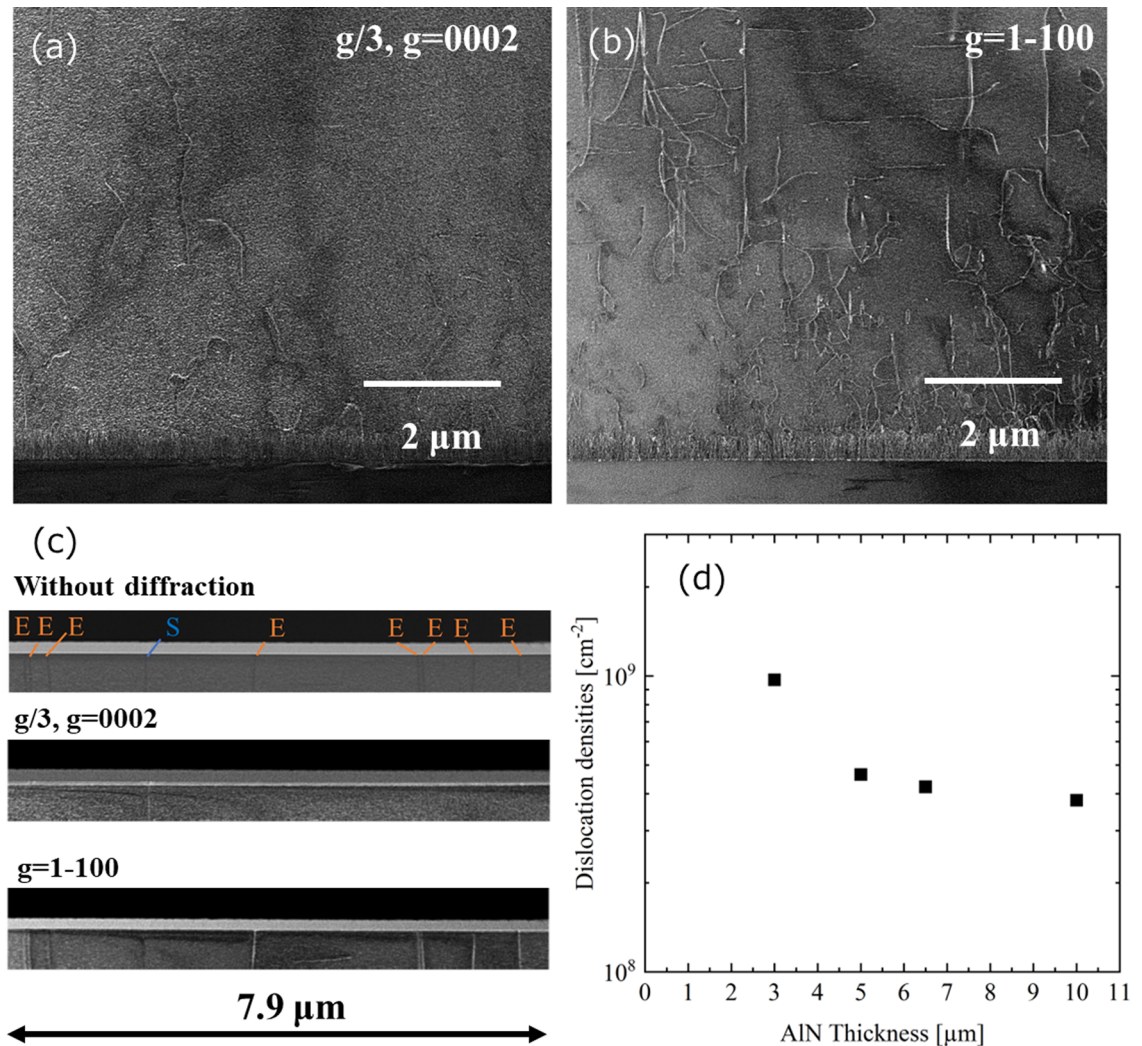 (a)
g/3, g=0002
2 μm
(b)
g=1-100
2 μm
(c)
Without diffraction
E E E S E E E E E
g/3, g=0002
g=1-100
7.9 μm
(d)
Dislocation densities [cm⁻²]
10⁹
10⁸
0 1 2 3 4 5 6 7 8 9 10 11
AlN Thickness [μm]